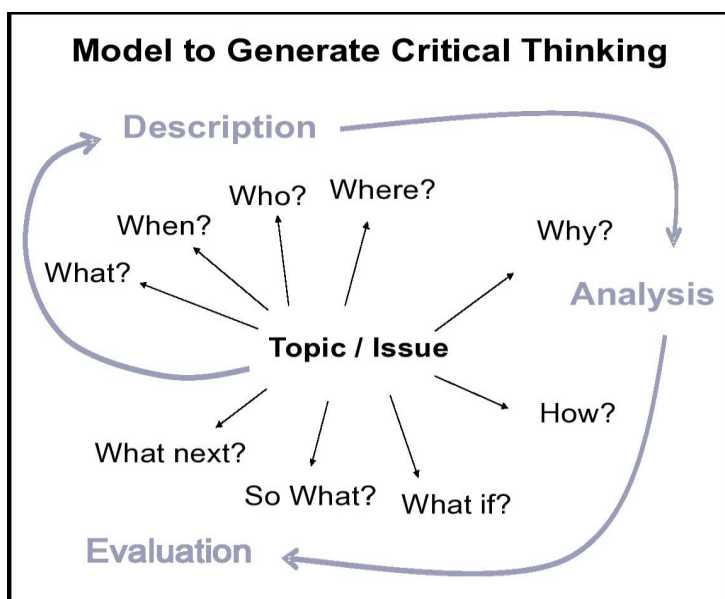 Model to Generate Critical Thinking
Description
Who?
Where?
When?
What?
Why?
Analysis
Topic / Issue
How?
What next?
So What?
What if?
Evaluation